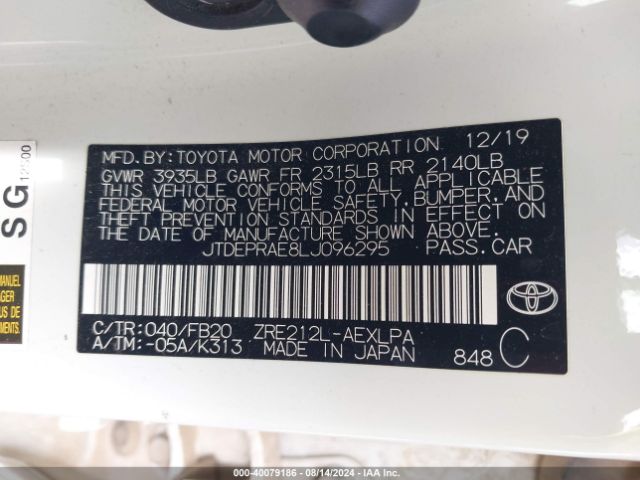 MFD. BY: TOYOTA MOTOR CORPORATION 12/19
GVWR 3935LB GAWR FR 2315LB RR 2140LB
THIS VEHICLE CONFORMS TO ALL APPLICABLE
FEDERAL MOTOR VEHICLE SAFETY, BUMPER, AND
THEFT PREVENTION STANDARDS IN EFFECT ON
THE DATE OF MANUFACTURE SHOWN ABOVE.
JTDEPRAE8LJ096295 PASS. CAR
C/TR: 040/FB20 ZRE212L-AEXLPA
A/TM: -05A/K313 MADE IN JAPAN 848 C
SG
MANUEL
000-40079186 - 08/14/2024 - IAA Inc.